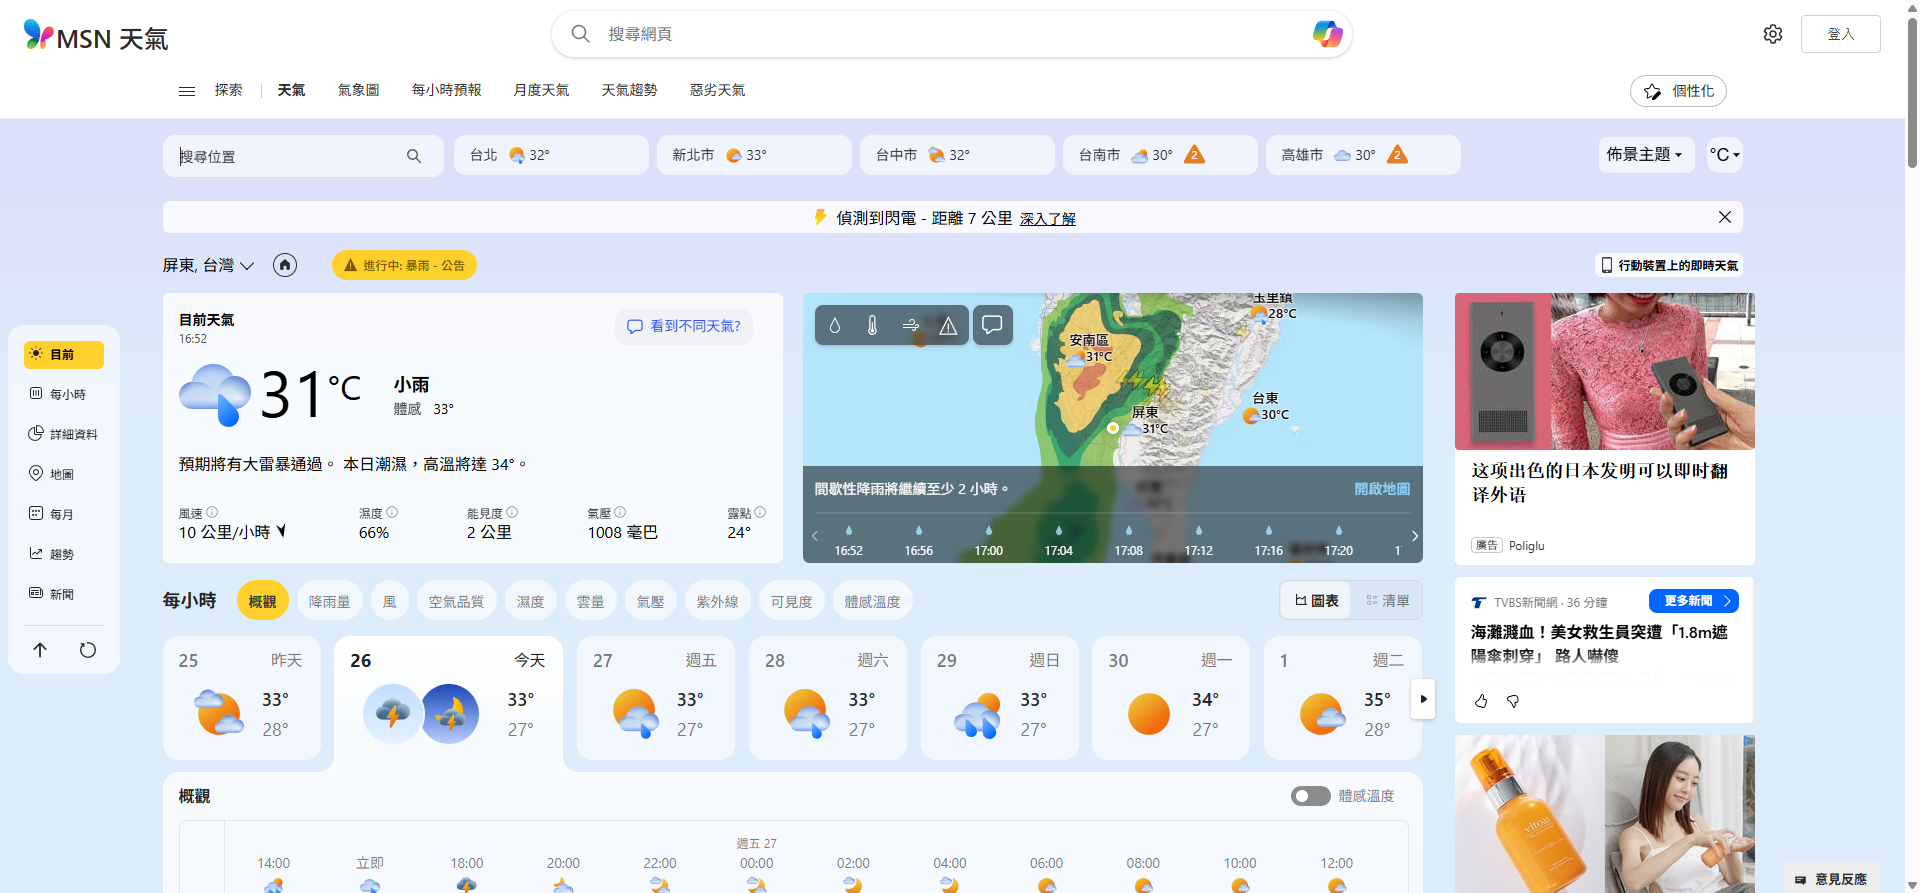 MSN 天氣
搜尋網頁
登入
探索
天氣
氣象圖
每小時預報
月度天氣
天氣趨勢
惡劣天氣
個性化
搜尋位置
台北 32°
新北市 33°
台中市 32°
台南市 30° 2
高雄市 30° 2
佈景主題
°C
偵測到閃電 - 距離 7 公里 深入了解
屏東, 台灣
進行中: 暴雨 - 公告
行動裝置上的即時天氣
目前
每小時
詳細資料
地圖
每月
趨勢
新聞
目前天氣
16:52
看到不同天氣?
31°C
小雨
體感 33°
預期將有大雷暴通過。 本日潮濕，高溫將達 34°。
風速
10 公里/小時
濕度
66%
能見度
2 公里
氣壓
1008 毫巴
露點
24°
玉里鎮
28°C
安南區
31°C
台東
30°C
屏東
31°C
間歇性降雨將繼續至少 2 小時。
開啟地圖
16:52 16:56 17:00 17:04 17:08 17:12 17:16 17:20
这项出色的日本发明可以即时翻
译外语
廣告 Poliglu
每小時
概觀
降雨量
風
空氣品質
濕度
雲量
氣壓
紫外線
可見度
體感溫度
圖表
清單
25 昨天
33°
28°
26 今天
33°
27°
27 週五
33°
27°
28 週六
33°
27°
29 週日
33°
27°
30 週一
34°
27°
1 週二
35°
28°
TVBS新聞網 · 36 分鐘
更多新聞
海灘濺血！美女救生員突遭「1.8m遮
陽傘刺穿」 路人嚇傻
概觀
體感溫度
週五 27
14:00 立即 18:00 20:00 22:00 00:00 02:00 04:00 06:00 08:00 10:00 12:00
vitoas
意見反應